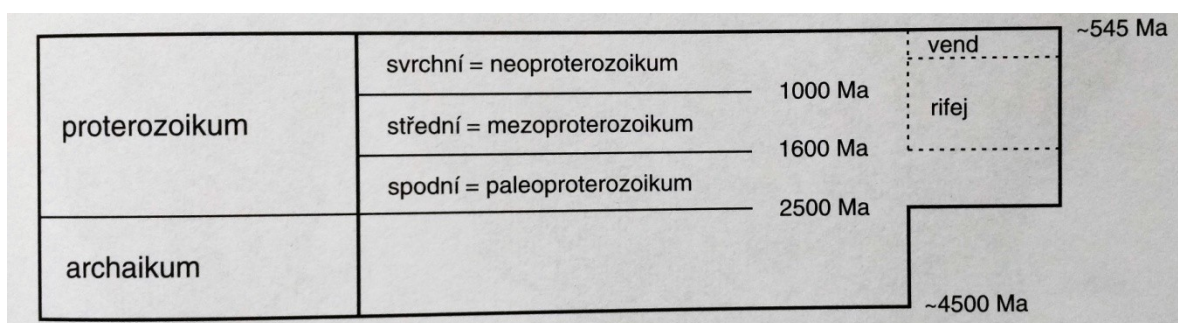 ~545 Ma
vend
svrchní = neoproterozoikum
1000 Ma
rifej
proterozoikum
střední = mezoproterozoikum
1600 Ma
spodní = paleoproterozoikum
2500 Ma
archaikum
~4500 Ma